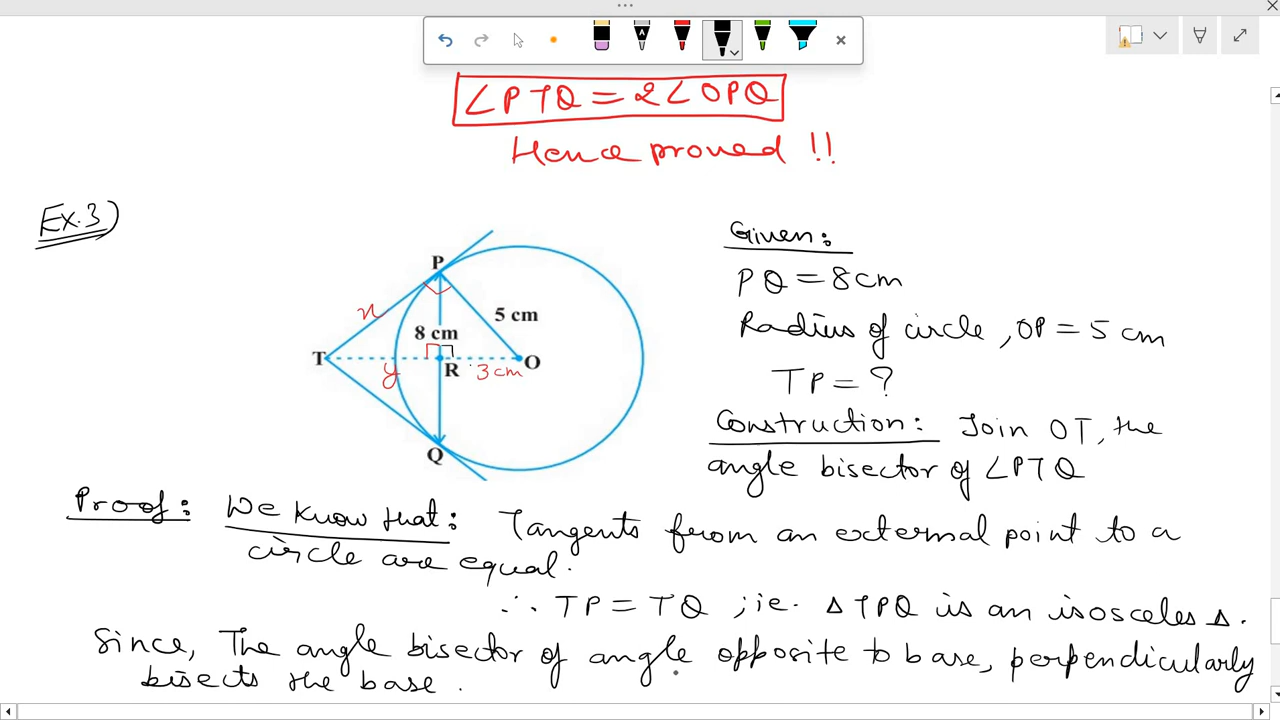 ∠PTQ = 2∠OPQ
Hence proved !!
Ex.3)
P
x
5 cm
8 cm
T
R
O
y
3 cm
Q
Given:
PQ = 8cm
Radius of circle, OP = 5 cm
TP = ?
Construction: Join OT, the
angle bisector of ∠PTQ
Proof: We know that: Tangents from an external point to a
circle are equal.
∴ TP = TQ ; ie. △TPQ is an isosceles △.
Since, The angle bisector of angle opposite to base, perpendicularly
bisects the base.